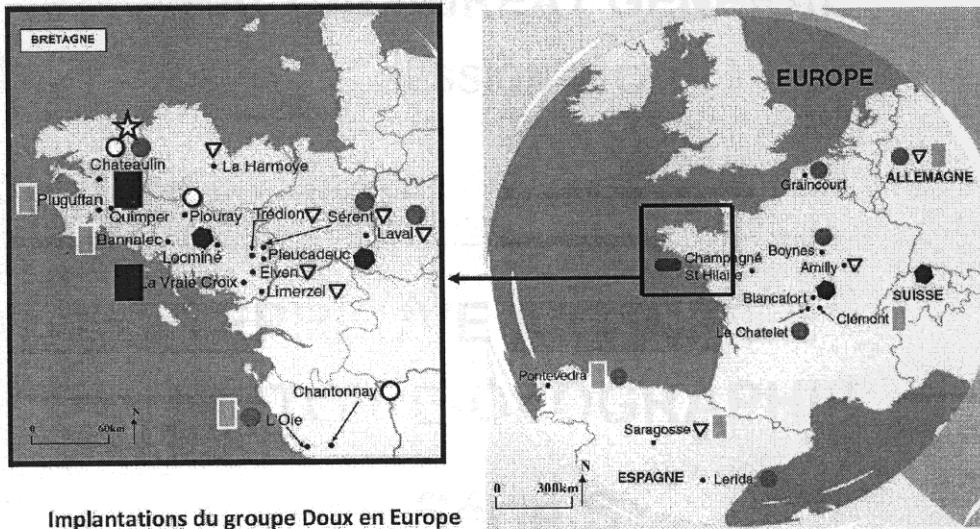 BRETAGNE
Chateaulin
La Harmoye
Pluguffan
Quimper
Plouray
Trédion
Sérent
Laval
Bannalec
Locminé
Pleucadeuc
Elven
La Vraie Croix
Limerzel
Chantonnay
L'Oie
0 60km
N
EUROPE
ALLEMAGNE
Graincourt
Boynes
Champagné
St Hilaire
Amilly
Blancafort
SUISSE
Clémont
Le Chatelet
Pontevedra
Saragosse
ESPAGNE
Lerida
0 300km
N
Implantations du groupe Doux en Europe